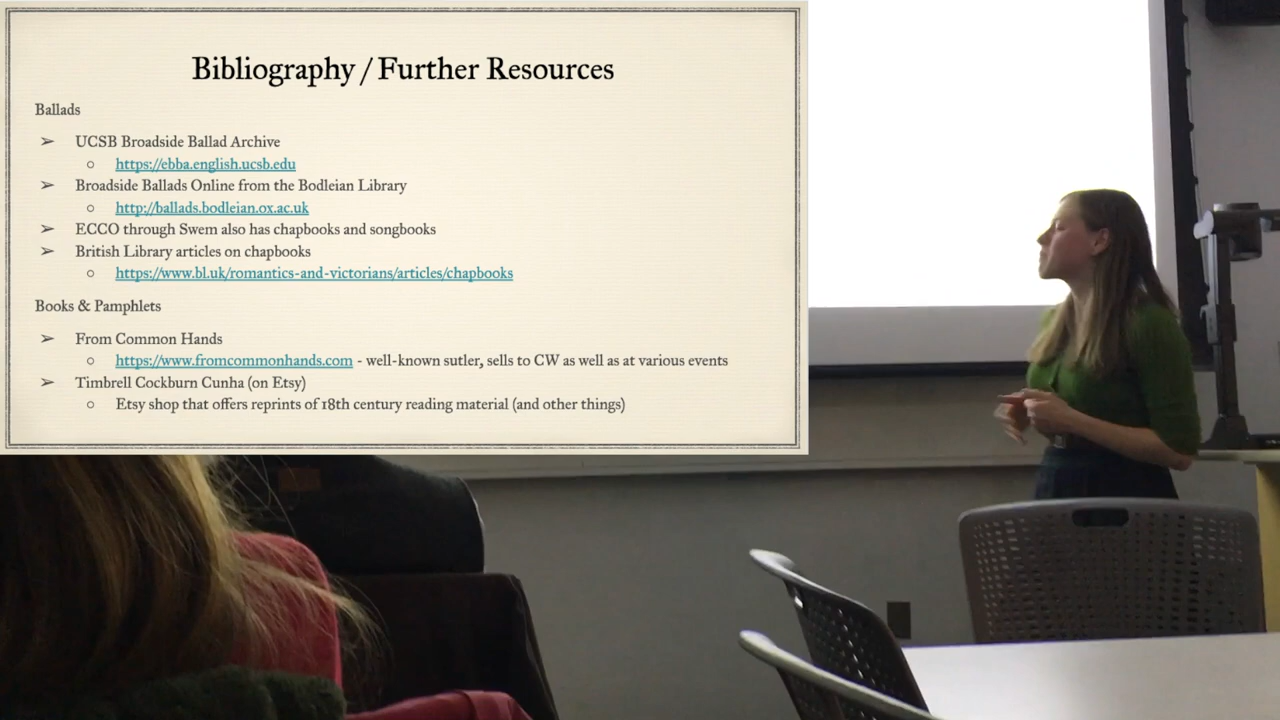 Bibliography / Further Resources
Ballads
➢ UCSB Broadside Ballad Archive
○ https://ebba.english.ucsb.edu
➢ Broadside Ballads Online from the Bodleian Library
○ http://ballads.bodleian.ox.ac.uk
➢ ECCO through Swem also has chapbooks and songbooks
➢ British Library articles on chapbooks
○ https://www.bl.uk/romantics-and-victorians/articles/chapbooks
Books & Pamphlets
➢ From Common Hands
○ https://www.fromcommonhands.com - well-known sutler, sells to CW as well as at various events
➢ Timbrell Cockburn Cunha (on Etsy)
○ Etsy shop that offers reprints of 18th century reading material (and other things)